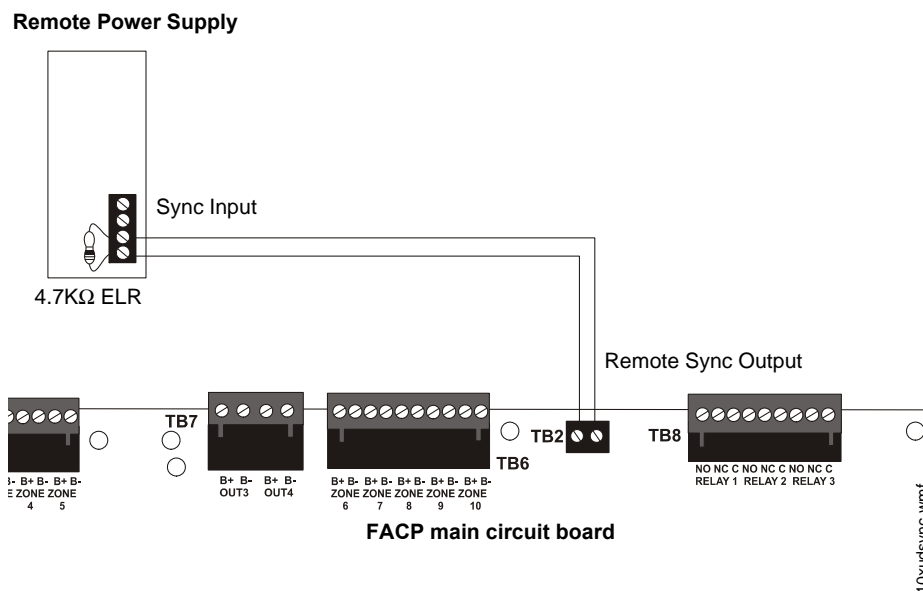 Remote Power Supply
Sync Input
4.7KΩ ELR
Remote Sync Output
TB7
TB2
TB8
TB6
B- B+ B- B+ B-
E ZONE ZONE
4 5
B+ B- B+ B-
OUT3 OUT4
B+ B- B+ B- B+ B- B+ B- B+ B-
ZONE ZONE ZONE ZONE ZONE
6 7 8 9 10
NO NC C NO NC C NO NC C
RELAY 1 RELAY 2 RELAY 3
FACP main circuit board
10xudsync.wmf